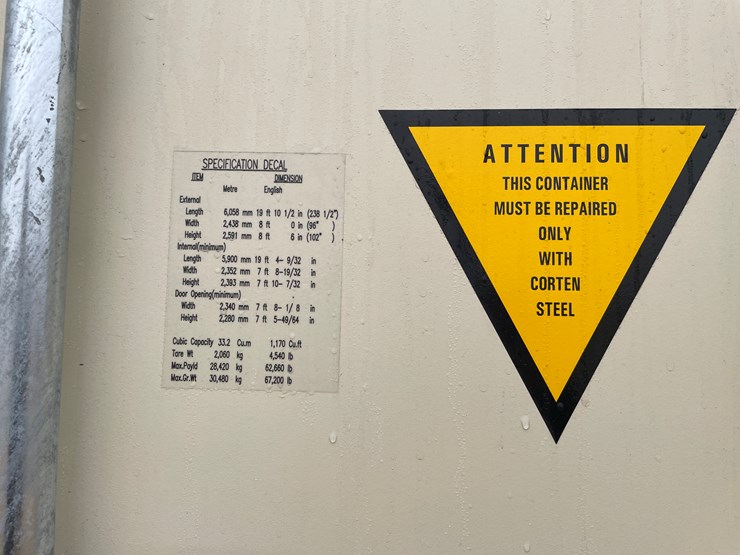 SPECIFICATION DECAL
ITEM DIMENSION
Metre English
External
Length 6,058 mm 19 ft 10 1/2 in (238 1/2")
Width 2,438 mm 8 ft 0 in (96" )
Height 2,591 mm 8 ft 6 in (102" )
Internal(minimum)
Length 5,900 mm 19 ft 4- 9/32 in
Width 2,352 mm 7 ft 8-19/32 in
Height 2,393 mm 7 ft 10- 7/32 in
Door Opening(minimum)
Width 2,340 mm 7 ft 8- 1/ 8 in
Height 2,280 mm 7 ft 5-49/64 in
Cubic Capacity 33.2 Cu.m 1,170 Cu.ft
Tare Wt 2,060 kg 4,540 lb
Max.Payld 28,420 kg 62,660 lb
Max.Gr.Wt 30,480 kg 67,200 lb
ATTENTION
THIS CONTAINER
MUST BE REPAIRED
ONLY
WITH
CORTEN
STEEL